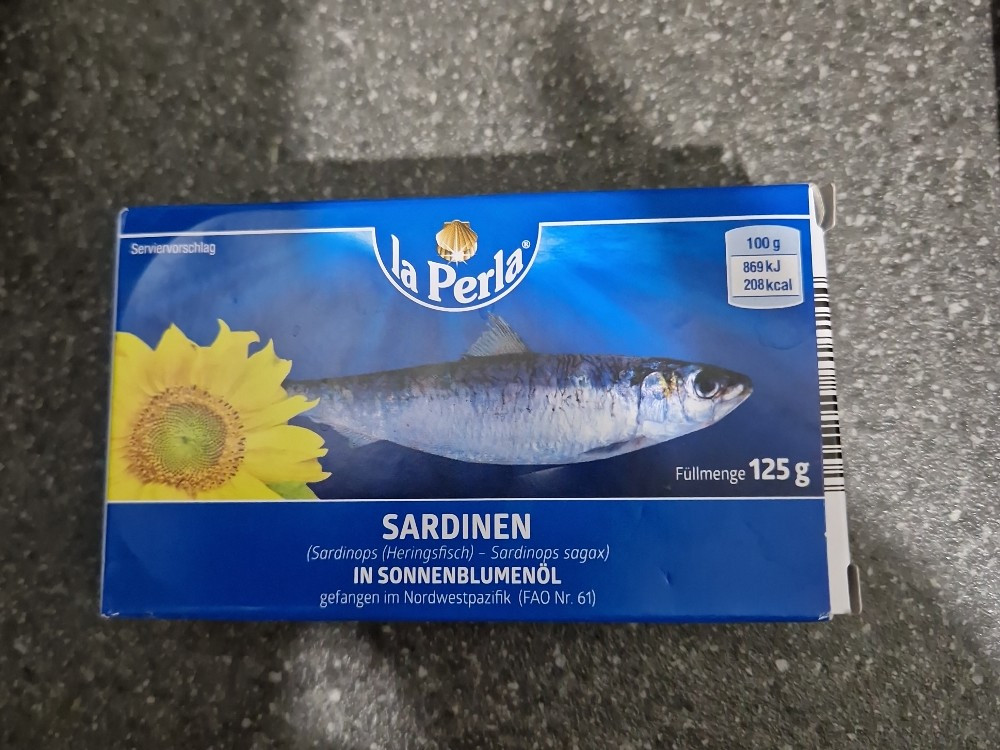 Serviervorschlag
la Perla®
100 g
869 kJ
208 kcal
Füllmenge 125 g
SARDINEN
(Sardinops (Heringsfisch) – Sardinops sagax)
IN SONNENBLUMENÖL
gefangen im Nordwestpazifik (FAO Nr. 61)